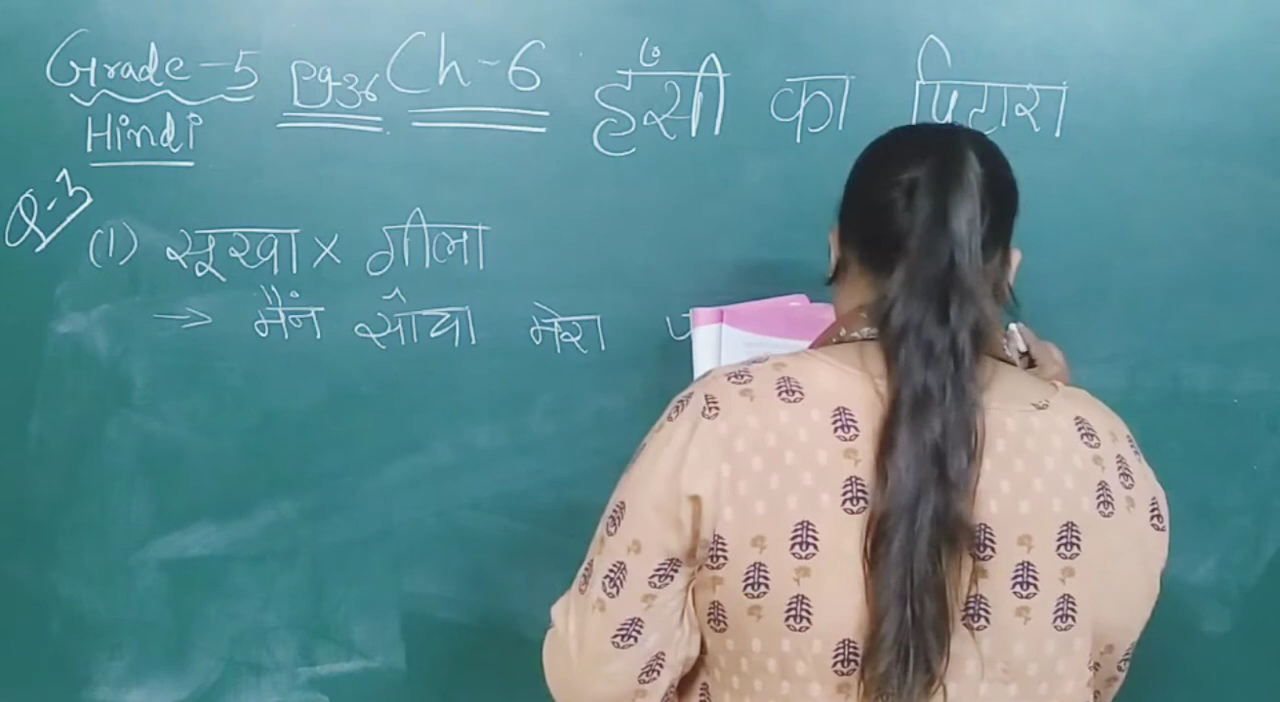 Grade-5 Pg-36 Ch-6 हँसी का पिटारा
Hindi
Q-3
(1) सूखा × गीला
→ मैंने सोचा मेरा